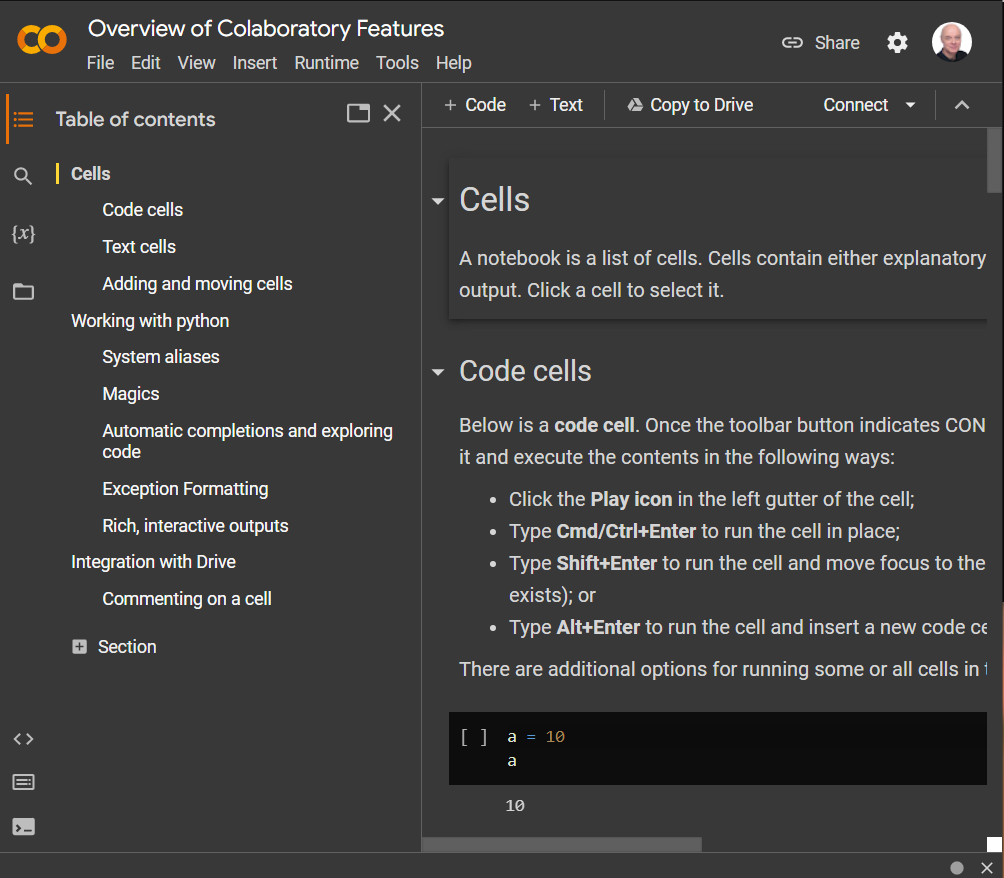 Overview of Colaboratory Features
File Edit View Insert Runtime Tools Help
Share
Table of contents
Cells
Code cells
Text cells
Adding and moving cells
Working with python
System aliases
Magics
Automatic completions and exploring
code
Exception Formatting
Rich, interactive outputs
Integration with Drive
Commenting on a cell
Section
{x}
+ Code + Text Copy to Drive Connect
Cells
A notebook is a list of cells. Cells contain either explanatory
output. Click a cell to select it.
Code cells
Below is a code cell. Once the toolbar button indicates CON
it and execute the contents in the following ways:
• Click the Play icon in the left gutter of the cell;
• Type Cmd/Ctrl+Enter to run the cell in place;
• Type Shift+Enter to run the cell and move focus to the
exists); or
• Type Alt+Enter to run the cell and insert a new code ce
There are additional options for running some or all cells in
[ ] a = 10
a
10